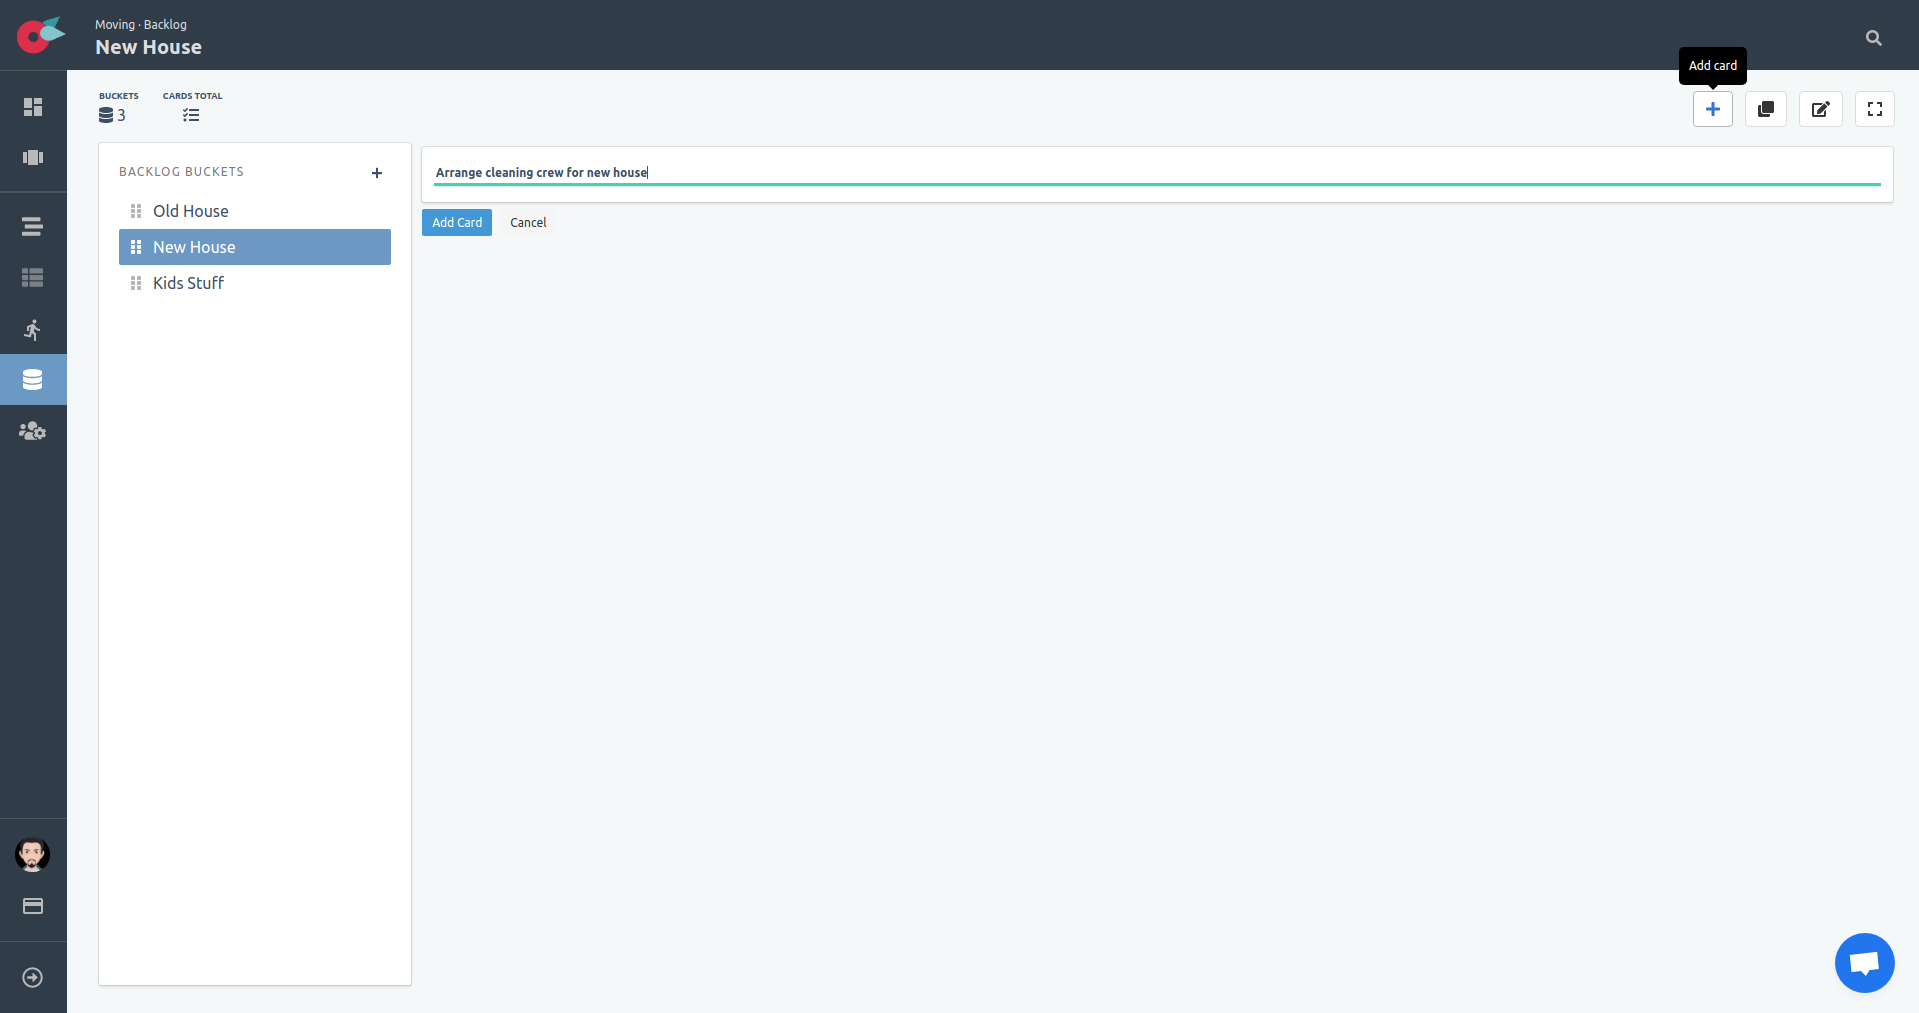 Moving · Backlog
New House
Add card
BUCKETS
3
CARDS TOTAL
BACKLOG BUCKETS
Old House
New House
Kids Stuff
Arrange cleaning crew for new house
Add Card
Cancel